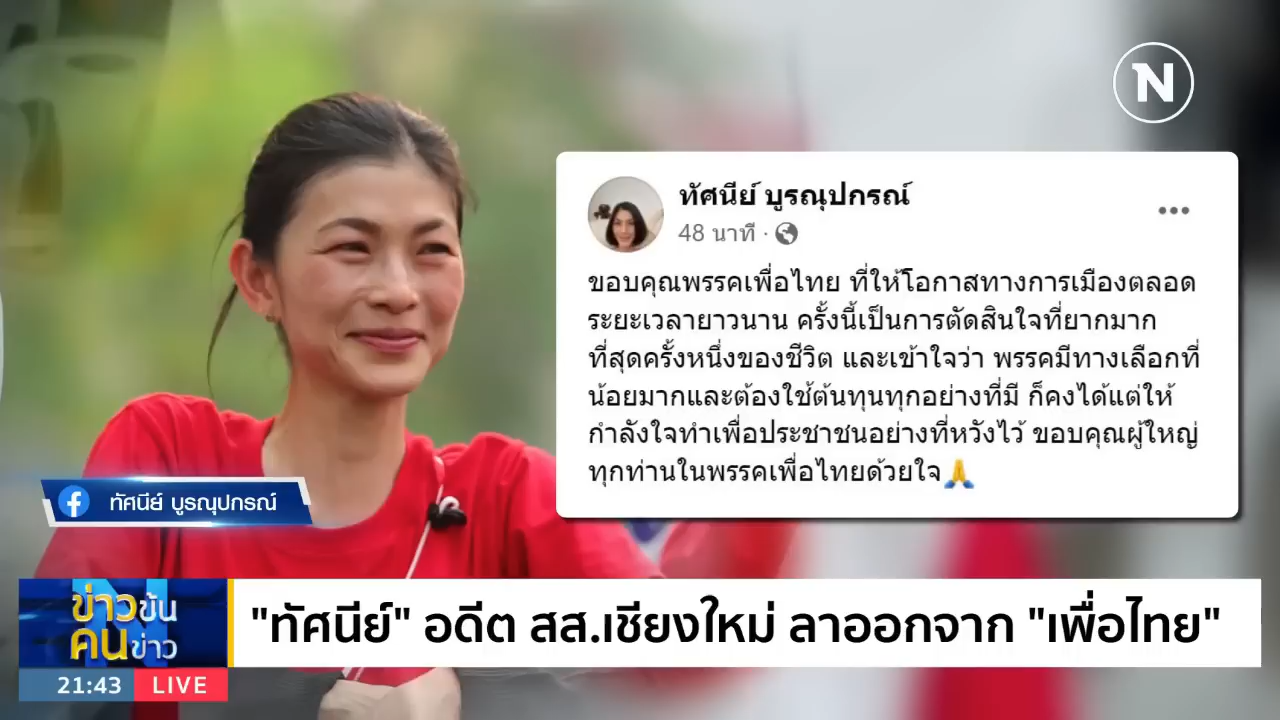 N
ทัศนีย์ บูรณุปกรณ์
48 นาที ·
ขอบคุณพรรคเพื่อไทย ที่ให้โอกาสทางการเมืองตลอด
ระยะเวลายาวนาน ครั้งนี้เป็นการตัดสินใจที่ยากมาก
ที่สุดครั้งหนึ่งของชีวิต และเข้าใจว่า พรรคมีทางเลือกที่
น้อยมากและต้องใช้ต้นทุนทุกอย่างที่มี ก็คงได้แต่ให้
กำลังใจทำเพื่อประชาชนอย่างที่หวังไว้ ขอบคุณผู้ใหญ่
ทุกท่านในพรรคเพื่อไทยด้วยใจ🙏
ทัศนีย์ บูรณุปกรณ์
ข่าวข้น
คนข่าว
"ทัศนีย์" อดีต สส.เชียงใหม่ ลาออกจาก "เพื่อไทย"
21:43 LIVE